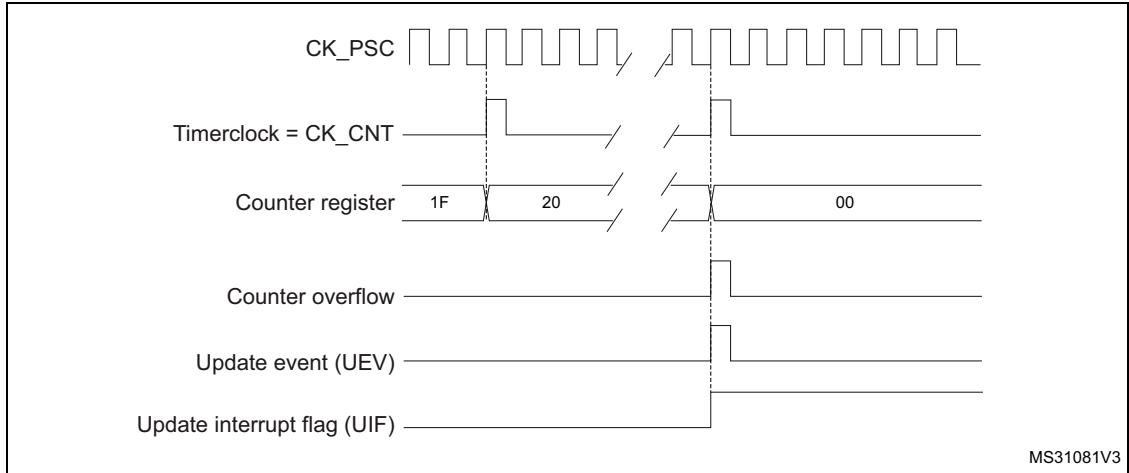 CK_PSC
Timerclock = CK_CNT
Counter register 1F 20 00
Counter overflow
Update event (UEV)
Update interrupt flag (UIF)
MS31081V3